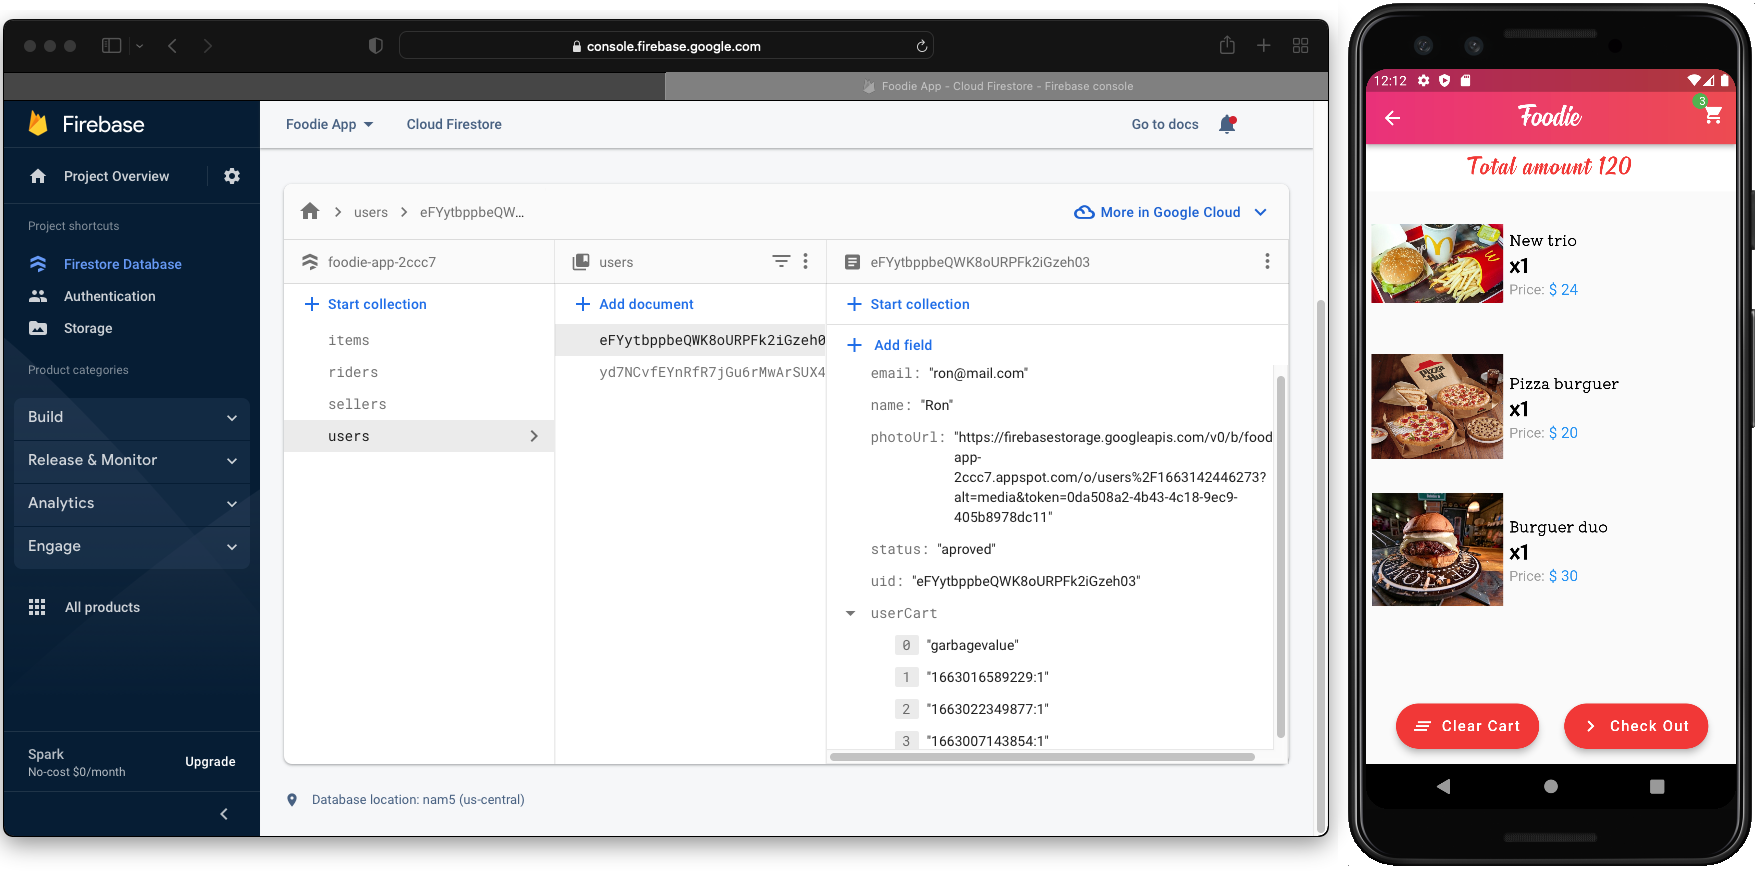 console.firebase.google.com
Foodie App - Cloud Firestore - Firebase console
Firebase
Project Overview
Project shortcuts
Firestore Database
Authentication
Storage
Product categories
Build
Release & Monitor
Analytics
Engage
All products
Spark
No-cost $0/month
Upgrade
Foodie App
Cloud Firestore
Go to docs
users
eFYytbppbeQW...
More in Google Cloud
foodie-app-2ccc7
Start collection
items
riders
sellers
users
users
Add document
eFYytbppbeQWK8oURPFk2iGzeh0
yd7NCvfEYnRfR7jGu6rMwArSUX4
eFYytbppbeQWK8oURPFk2iGzeh03
Start collection
Add field
email: "ron@mail.com"
name: "Ron"
photoUrl: "https://firebasestorage.googleapis.com/v0/b/food
app-
2ccc7.appspot.com/o/users%2F1663142446273?
alt=media&token=0da508a2-4b43-4c18-9ec9-
405b8978dc11"
status: "aproved"
uid: "eFYytbppbeQWK8oURPFk2iGzeh03"
userCart
0 "garbagevalue"
1 "1663016589229:1"
2 "1663022349877:1"
3 "1663007143854:1"
Database location: nam5 (us-central)
12:12
Foodie
3
Total amount 120
New trio
x1
Price: $ 24
Pizza Hut
Pizza burguer
x1
Price: $ 20
Burguer duo
x1
Price: $ 30
Clear Cart
Check Out